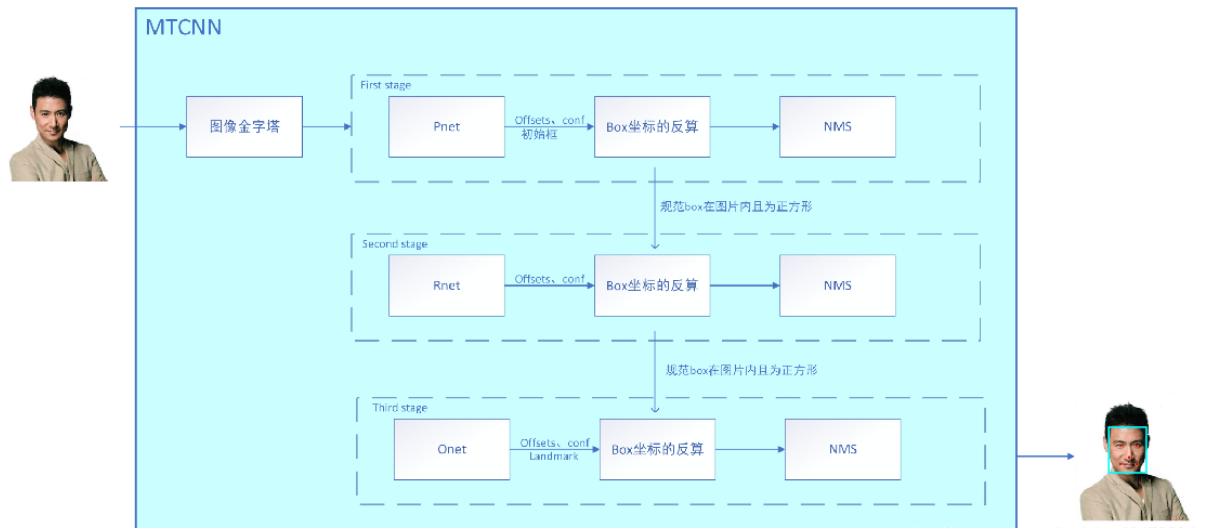 MTCNN
图像金字塔
First stage
Pnet
Offsets、conf
初始框
Box坐标的反算
NMS
规范box在图片内且为正方形
Second stage
Rnet
Offsets、conf
Box坐标的反算
NMS
规范box在图片内且为正方形
Third stage
Onet
Offsets、conf
Landmark
Box坐标的反算
NMS